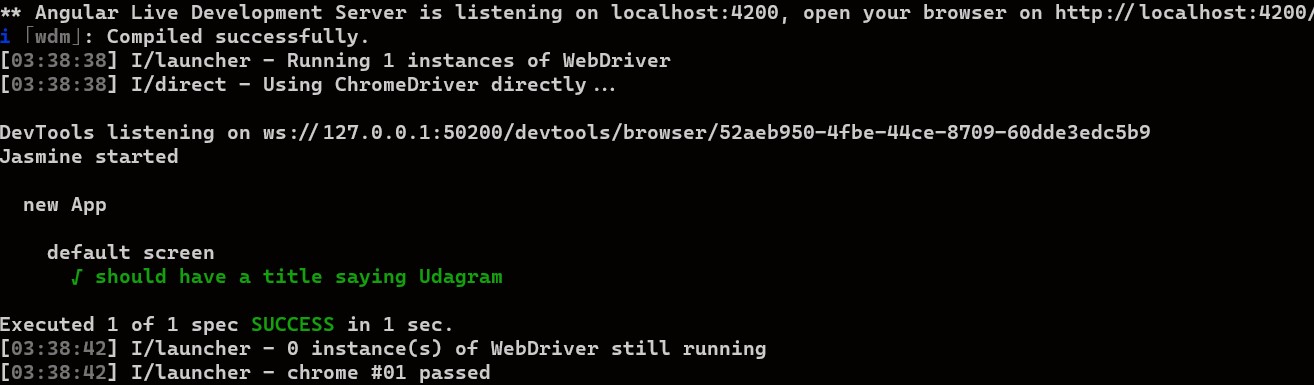 ** Angular Live Development Server is listening on localhost:4200, open your browser on http://localhost:4200/
i ｢wdm｣: Compiled successfully.
[03:38:38] I/launcher - Running 1 instances of WebDriver
[03:38:38] I/direct - Using ChromeDriver directly...
DevTools listening on ws://127.0.0.1:50200/devtools/browser/52aeb950-4fbe-44ce-8709-60dde3edc5b9
Jasmine started
new App
default screen
√ should have a title saying Udagram
Executed 1 of 1 spec SUCCESS in 1 sec.
[03:38:42] I/launcher - 0 instance(s) of WebDriver still running
[03:38:42] I/launcher - chrome #01 passed